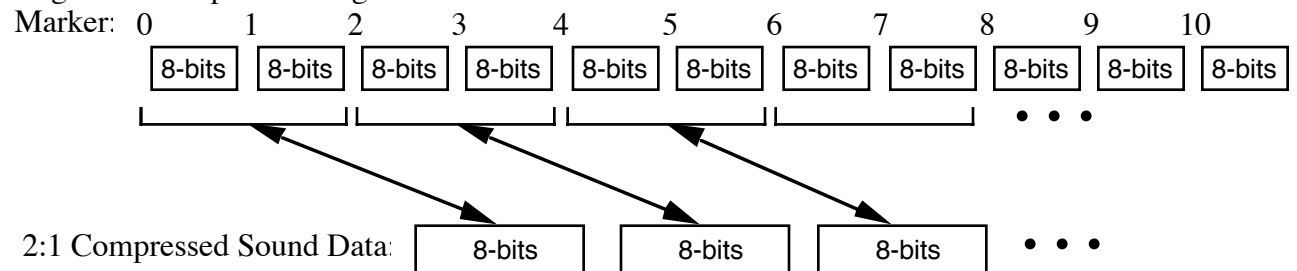 Marker: 0 1 2 3 4 5 6 7 8 9 10
8-bits 8-bits 8-bits 8-bits 8-bits 8-bits 8-bits 8-bits 8-bits 8-bits 8-bits
2:1 Compressed Sound Data: 8-bits 8-bits 8-bits